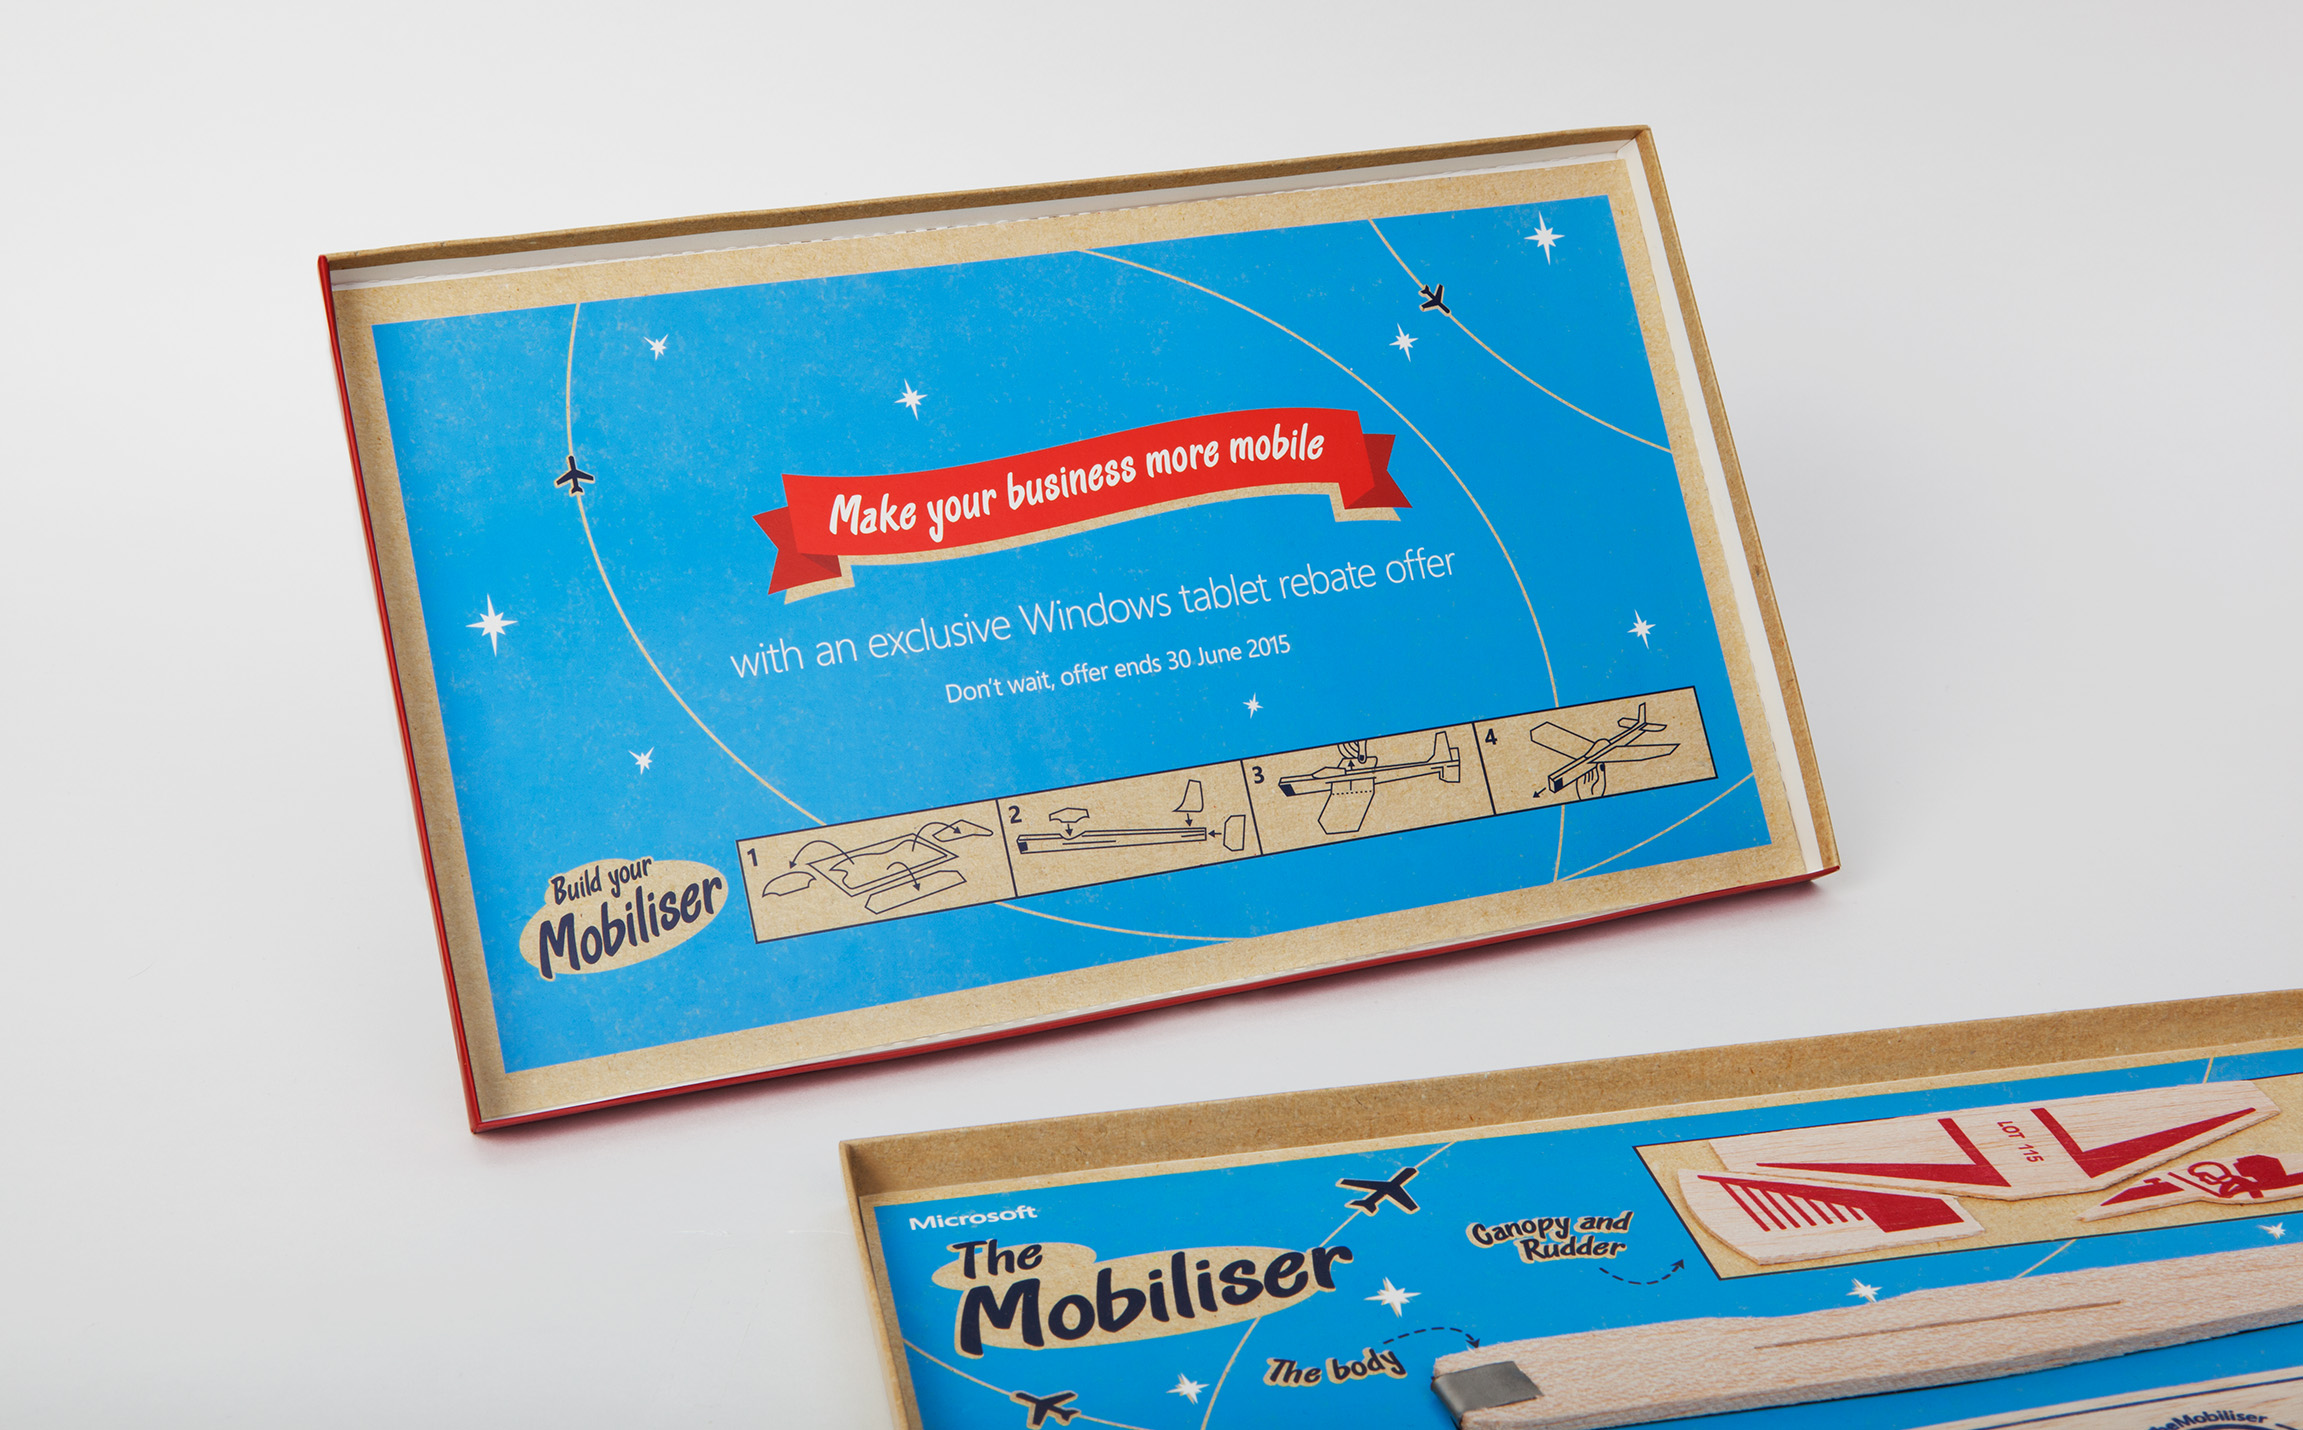 Make your business more mobile
with an exclusive Windows tablet rebate offer
Don't wait, offer ends 30 June 2015
1
2
3
4
Build your
Mobiliser
Microsoft
The
Mobiliser
Canopy and
Rudder
The body
LOT 115